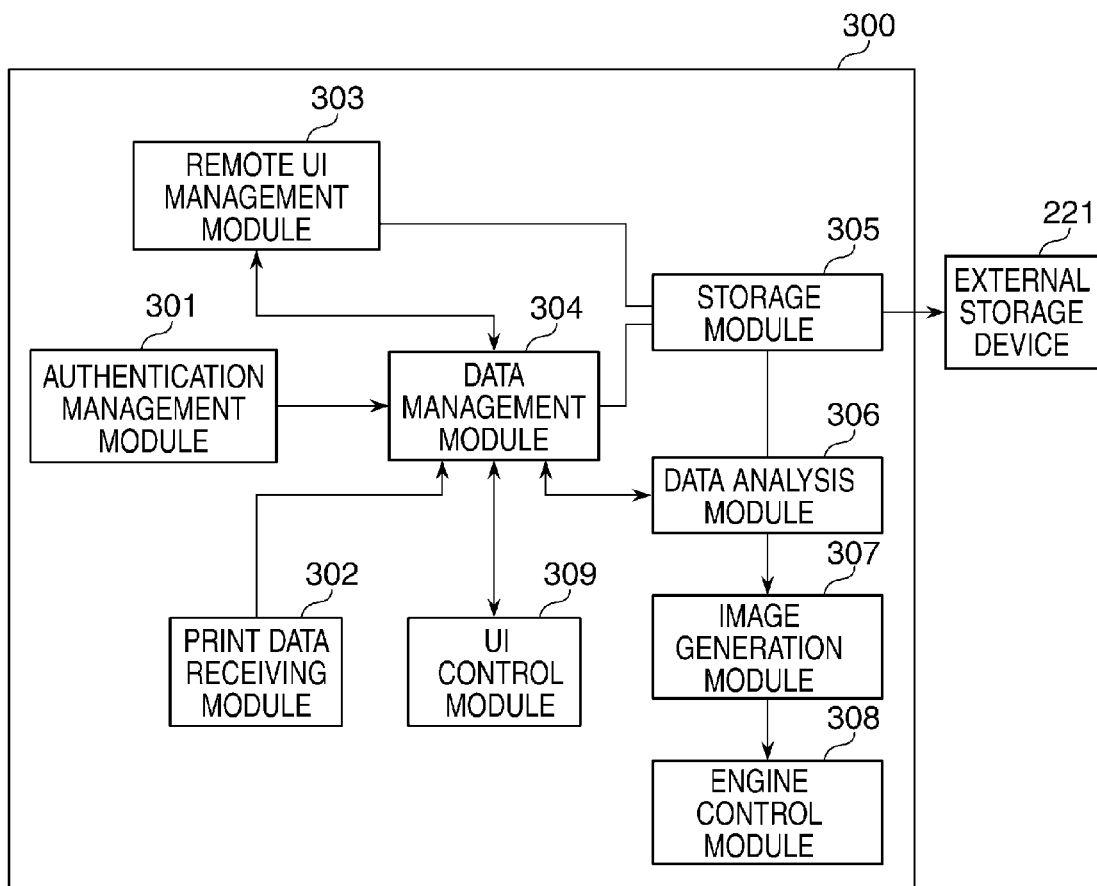 300
303
REMOTE UI
MANAGEMENT
MODULE
305
STORAGE
MODULE
221
EXTERNAL
STORAGE
DEVICE
301
AUTHENTICATION
MANAGEMENT
MODULE
304
DATA
MANAGEMENT
MODULE
306
DATA ANALYSIS
MODULE
302
PRINT DATA
RECEIVING
MODULE
309
UI
CONTROL
MODULE
307
IMAGE
GENERATION
MODULE
308
ENGINE
CONTROL
MODULE